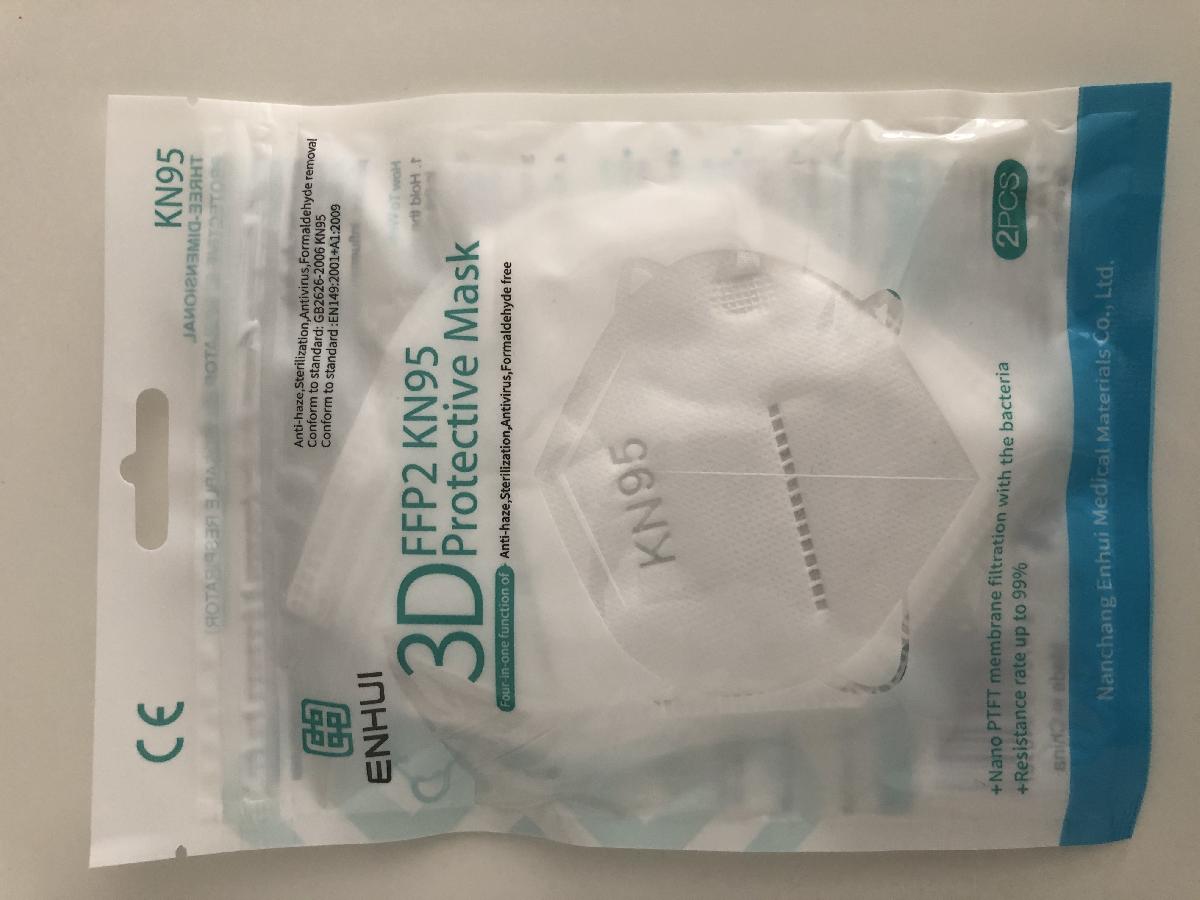 CE
KN95
THREE-DIMENSIONAL
ENHUI
Anti-haze,Sterilization,Antivirus,Formaldehyde removal
Conform to standard: GB2626-2006 KN95
Conform to standard :EN149:2001+A1:2009
3D FFP2 KN95
Protective Mask
Four-in-one function of Anti-haze,Sterilization,Antivirus,Formaldehyde free
KN95
+Nano PTFT membrane filtration with the bacteria
+Resistance rate up to 99%
2PCS
Nanchang Enhui Medical Materials Co., Ltd.